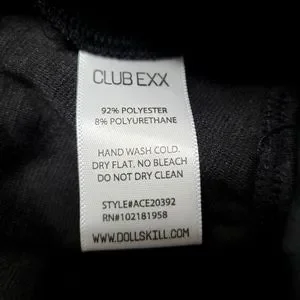 CLUB EXX
92% POLYESTER
8% POLYURETHANE
HAND WASH COLD.
DRY FLAT. NO BLEACH
DO NOT DRY CLEAN
STYLE#ACE20392
RN#102181958
WWW.DOLLSKILL.COM